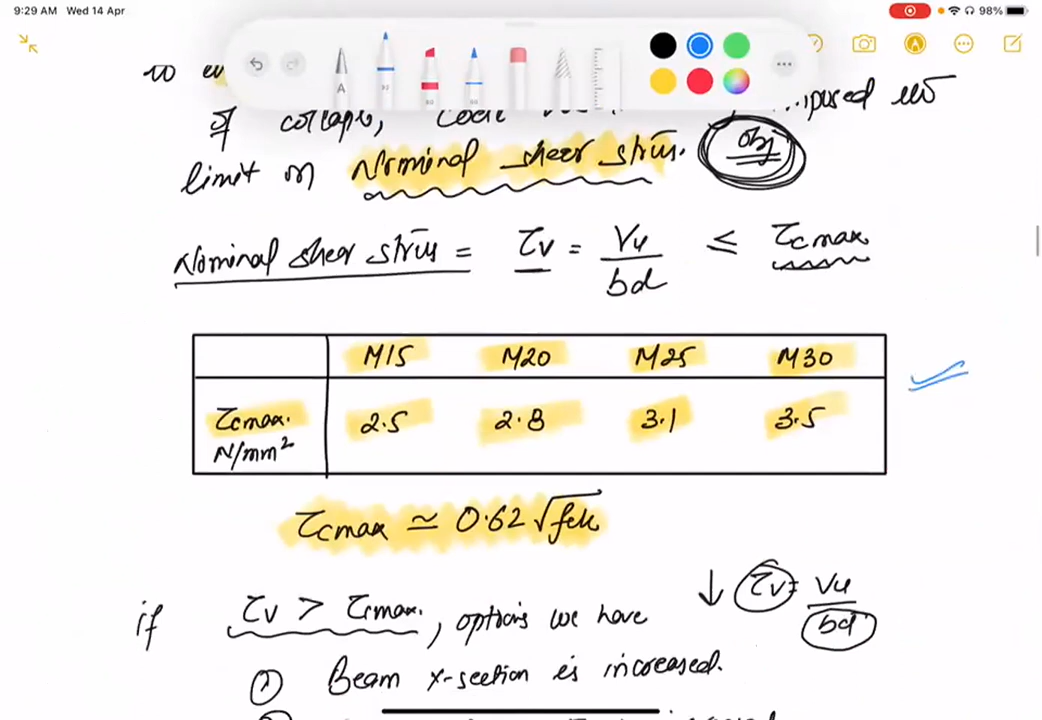 9:29 AM Wed 14 Apr
98%
to
of collapse,
imposed
limit on Nominal shear stress. obj
Nominal shear stress = τv = Vu/bd ≤ τcmax
M15 M20 M25 M30
τcmax. 2.5 2.8 3.1 3.5
N/mm²
τcmax ≃ 0.62√fck
if τv > τcmax., options we have ↓ τv = Vu/bd
① Beam x-section is increased.